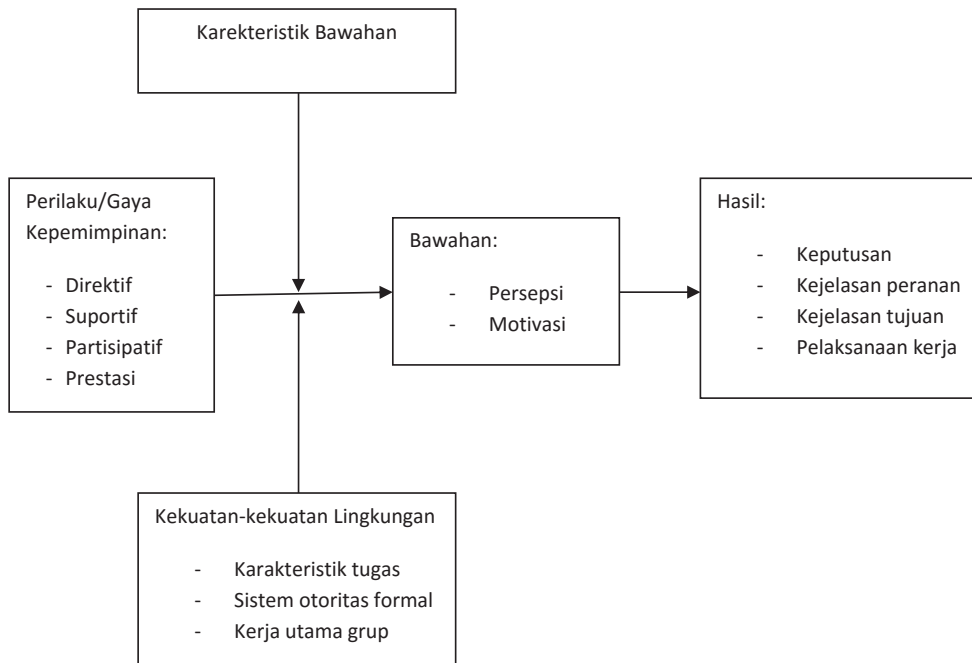 Karekteristik Bawahan
Perilaku/Gaya
Kepemimpinan:
- Direktif
- Suportif
- Partisipatif
- Prestasi
Bawahan:
- Persepsi
- Motivasi
Hasil:
- Keputusan
- Kejelasan peranan
- Kejelasan tujuan
- Pelaksanaan kerja
Kekuatan-kekuatan Lingkungan
- Karakteristik tugas
- Sistem otoritas formal
- Kerja utama grup